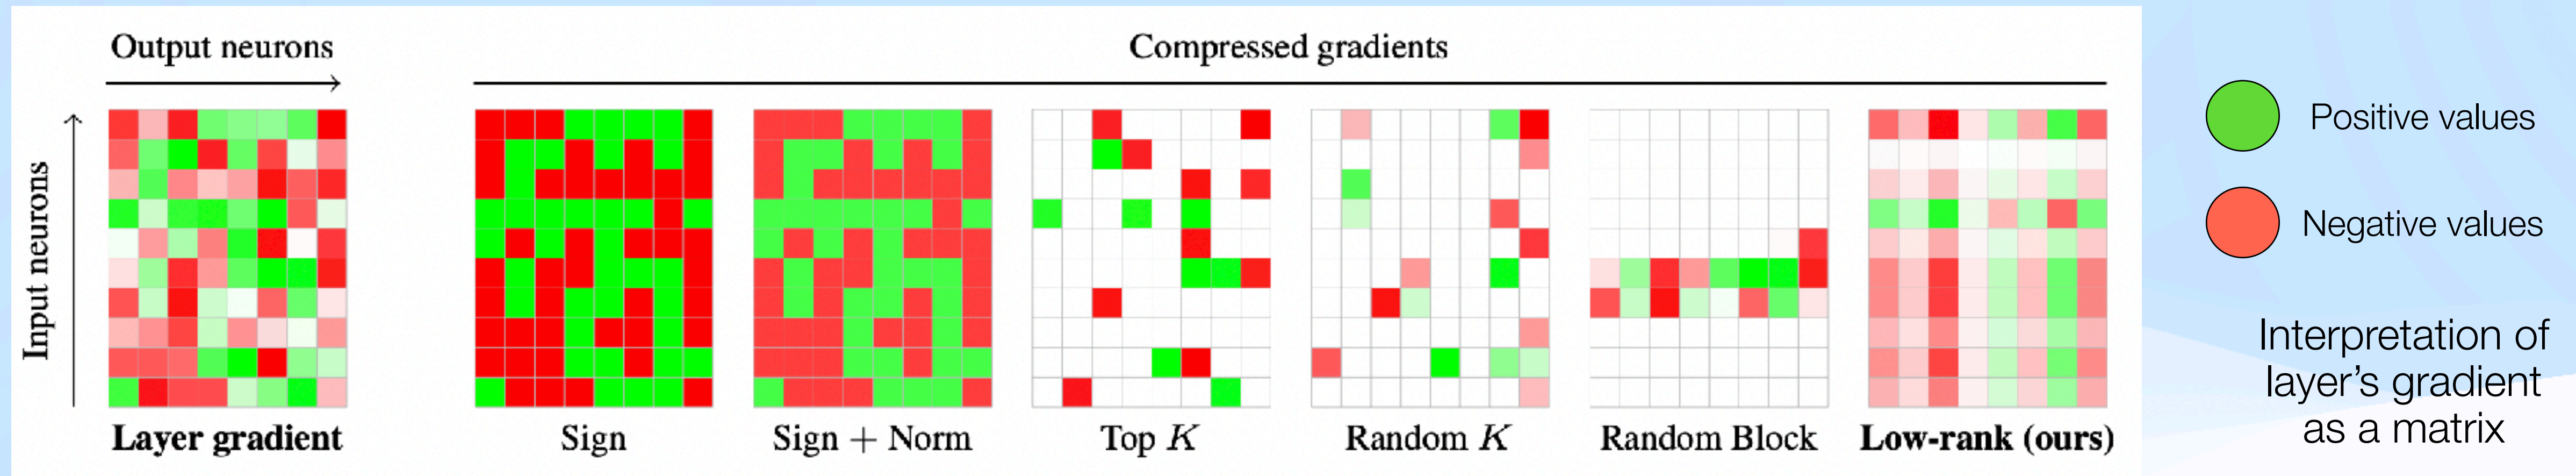 Output neurons
Compressed gradients
Input neurons
Layer gradient
Sign
Sign + Norm
Top K
Random K
Random Block
Low-rank (ours)
Positive values
Negative values
Interpretation of
layer’s gradient
as a matrix